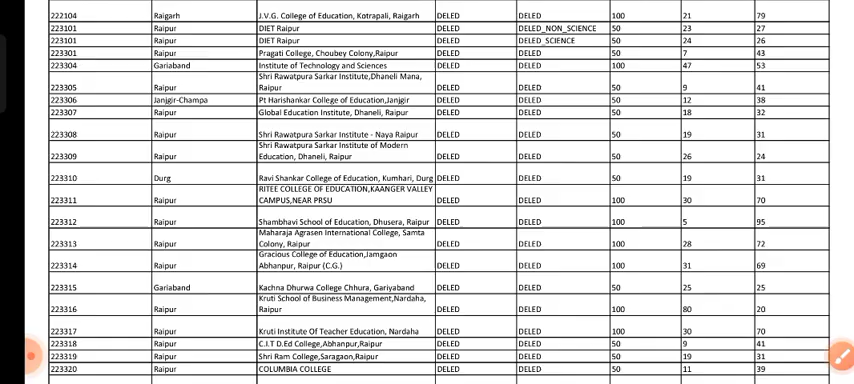 222104 Raigarh J.V.G. College of Education, Kotrapali, Raigarh DELED DELED 100 21 79
223101 Raipur DIET Raipur DELED DELED_NON_SCIENCE 50 23 27
223101 Raipur DIET Raipur DELED DELED_SCIENCE 50 24 26
223301 Raipur Pragati College, Choubey Colony,Raipur DELED DELED 50 7 43
223304 Gariaband Institute of Technology and Sciences DELED DELED 100 47 53
Shri Rawatpura Sarkar Institute,Dhaneli Mana,
223305 Raipur Raipur DELED DELED 50 9 41
223306 Janjgir-Champa Pt Harishankar College of Education,Janjgir DELED DELED 50 12 38
223307 Raipur Global Education Institute, Dhaneli, Raipur DELED DELED 50 18 32
223308 Raipur Shri Rawatpura Sarkar Institute - Naya Raipur DELED DELED 50 19 31
Shri Rawatpura Sarkar Institute of Modern
223309 Raipur Education, Dhaneli, Raipur DELED DELED 50 26 24
223310 Durg Ravi Shankar College of Education, Kumhari, Durg DELED DELED 50 19 31
RITEE COLLEGE OF EDUCATION,KAANGER VALLEY
223311 Raipur CAMPUS,NEAR PRSU DELED DELED 100 30 70
223312 Raipur Shambhavi School of Education, Dhusera, Raipur DELED DELED 100 5 95
Maharaja Agrasen International College, Samta
223313 Raipur Colony, Raipur DELED DELED 100 28 72
Gracious College of Education,Jamgaon
223314 Raipur Abhanpur, Raipur (C.G.) DELED DELED 100 31 69
223315 Gariaband Kachna Dhurwa College Chhura, Gariyaband DELED DELED 50 25 25
Kruti School of Business Management,Nardaha,
223316 Raipur Raipur DELED DELED 100 80 20
223317 Raipur Kruti Institute Of Teacher Education, Nardaha DELED DELED 100 30 70
223318 Raipur C.I.T D.Ed College,Abhanpur,Raipur DELED DELED 50 9 41
223319 Raipur Shri Ram College,Saragaon,Raipur DELED DELED 50 19 31
223320 Raipur COLUMBIA COLLEGE DELED DELED 50 11 39